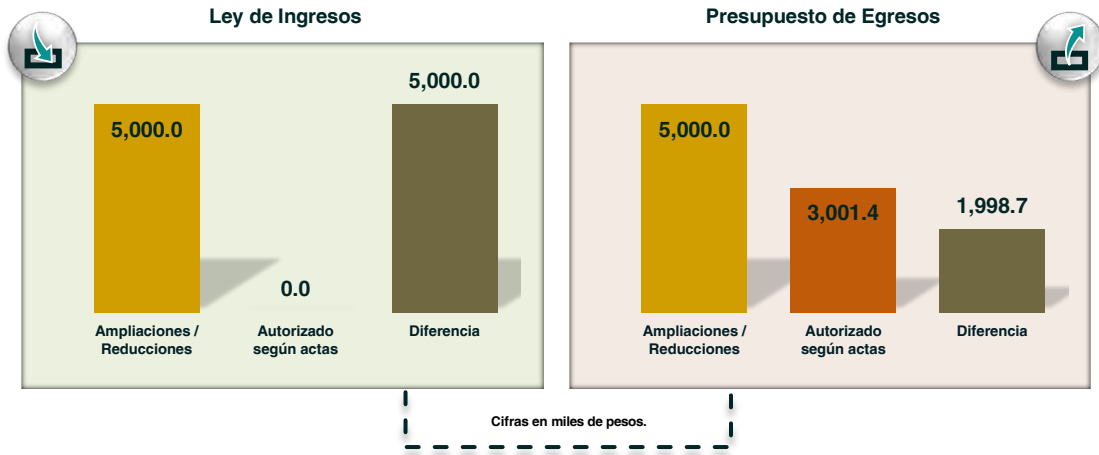 Ley de Ingresos
5,000.0
0.0
5,000.0
Ampliaciones /
Reducciones
Autorizado
según actas
Diferencia
Presupuesto de Egresos
5,000.0
3,001.4
1,998.7
Ampliaciones /
Reducciones
Autorizado
según actas
Diferencia
Cifras en miles de pesos.